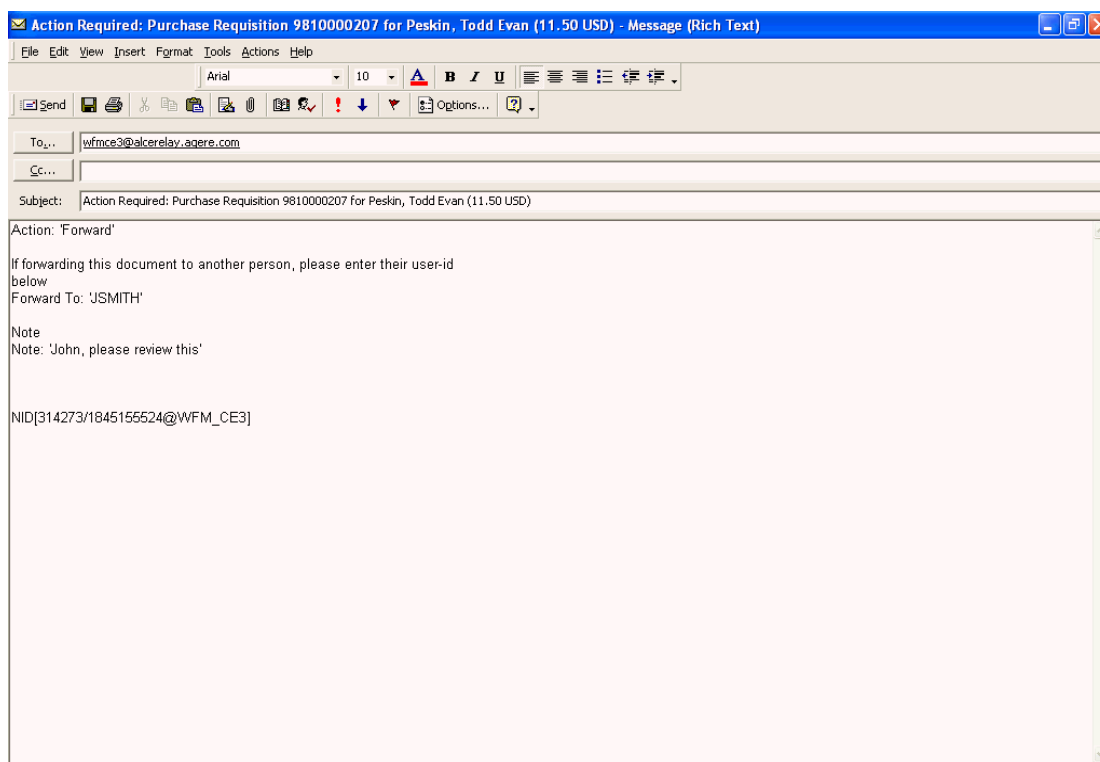 Action Required: Purchase Requisition 9810000207 for Peskin, Todd Evan (11.50 USD) - Message (Rich Text)
File Edit View Insert Format Tools Actions Help
Arial 10 A B I U
Send Options...
To... wfmce3@alcerelay.agere.com
Cc...
Subject: Action Required: Purchase Requisition 9810000207 for Peskin, Todd Evan (11.50 USD)
Action: 'Forward'
If forwarding this document to another person, please enter their user-id
below
Forward To: 'JSMITH'
Note
Note: 'John, please review this'
NID[314273/1845155524@WFM_CE3]